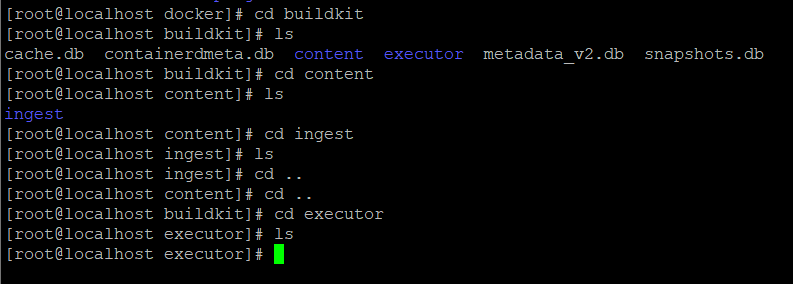 [root@localhost docker]# cd buildkit
[root@localhost buildkit]# ls
cache.db  containerdmeta.db  content  executor  metadata_v2.db  snapshots.db
[root@localhost buildkit]# cd content
[root@localhost content]# ls
ingest
[root@localhost content]# cd ingest
[root@localhost ingest]# ls
[root@localhost ingest]# cd ..
[root@localhost content]# cd ..
[root@localhost buildkit]# cd executor
[root@localhost executor]# ls
[root@localhost executor]#